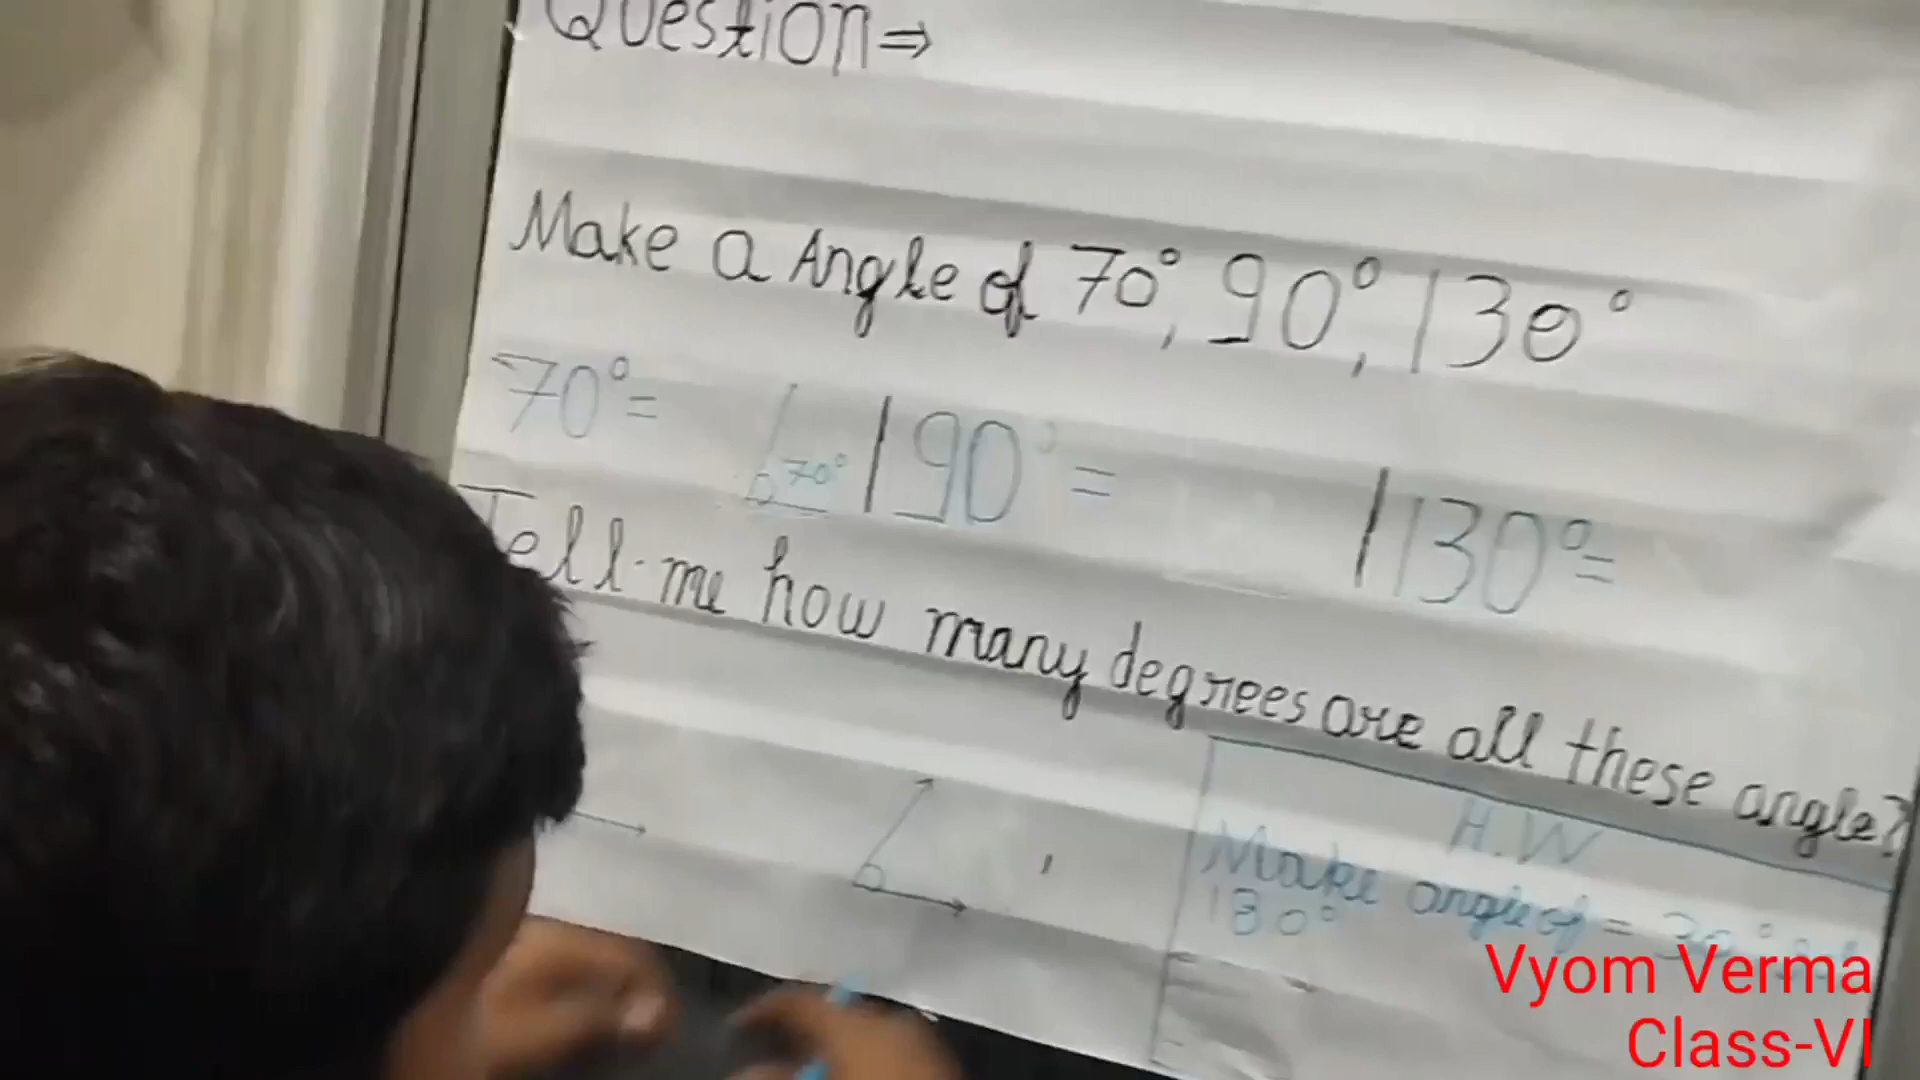 Question⇒
Make a Angle of 70°, 90°, 130°
70°= 70° | 90° = | 130°=
Tell me how many degrees are all these angle?
H.W
Make angle of =
180°
Vyom Verma
Class-VI